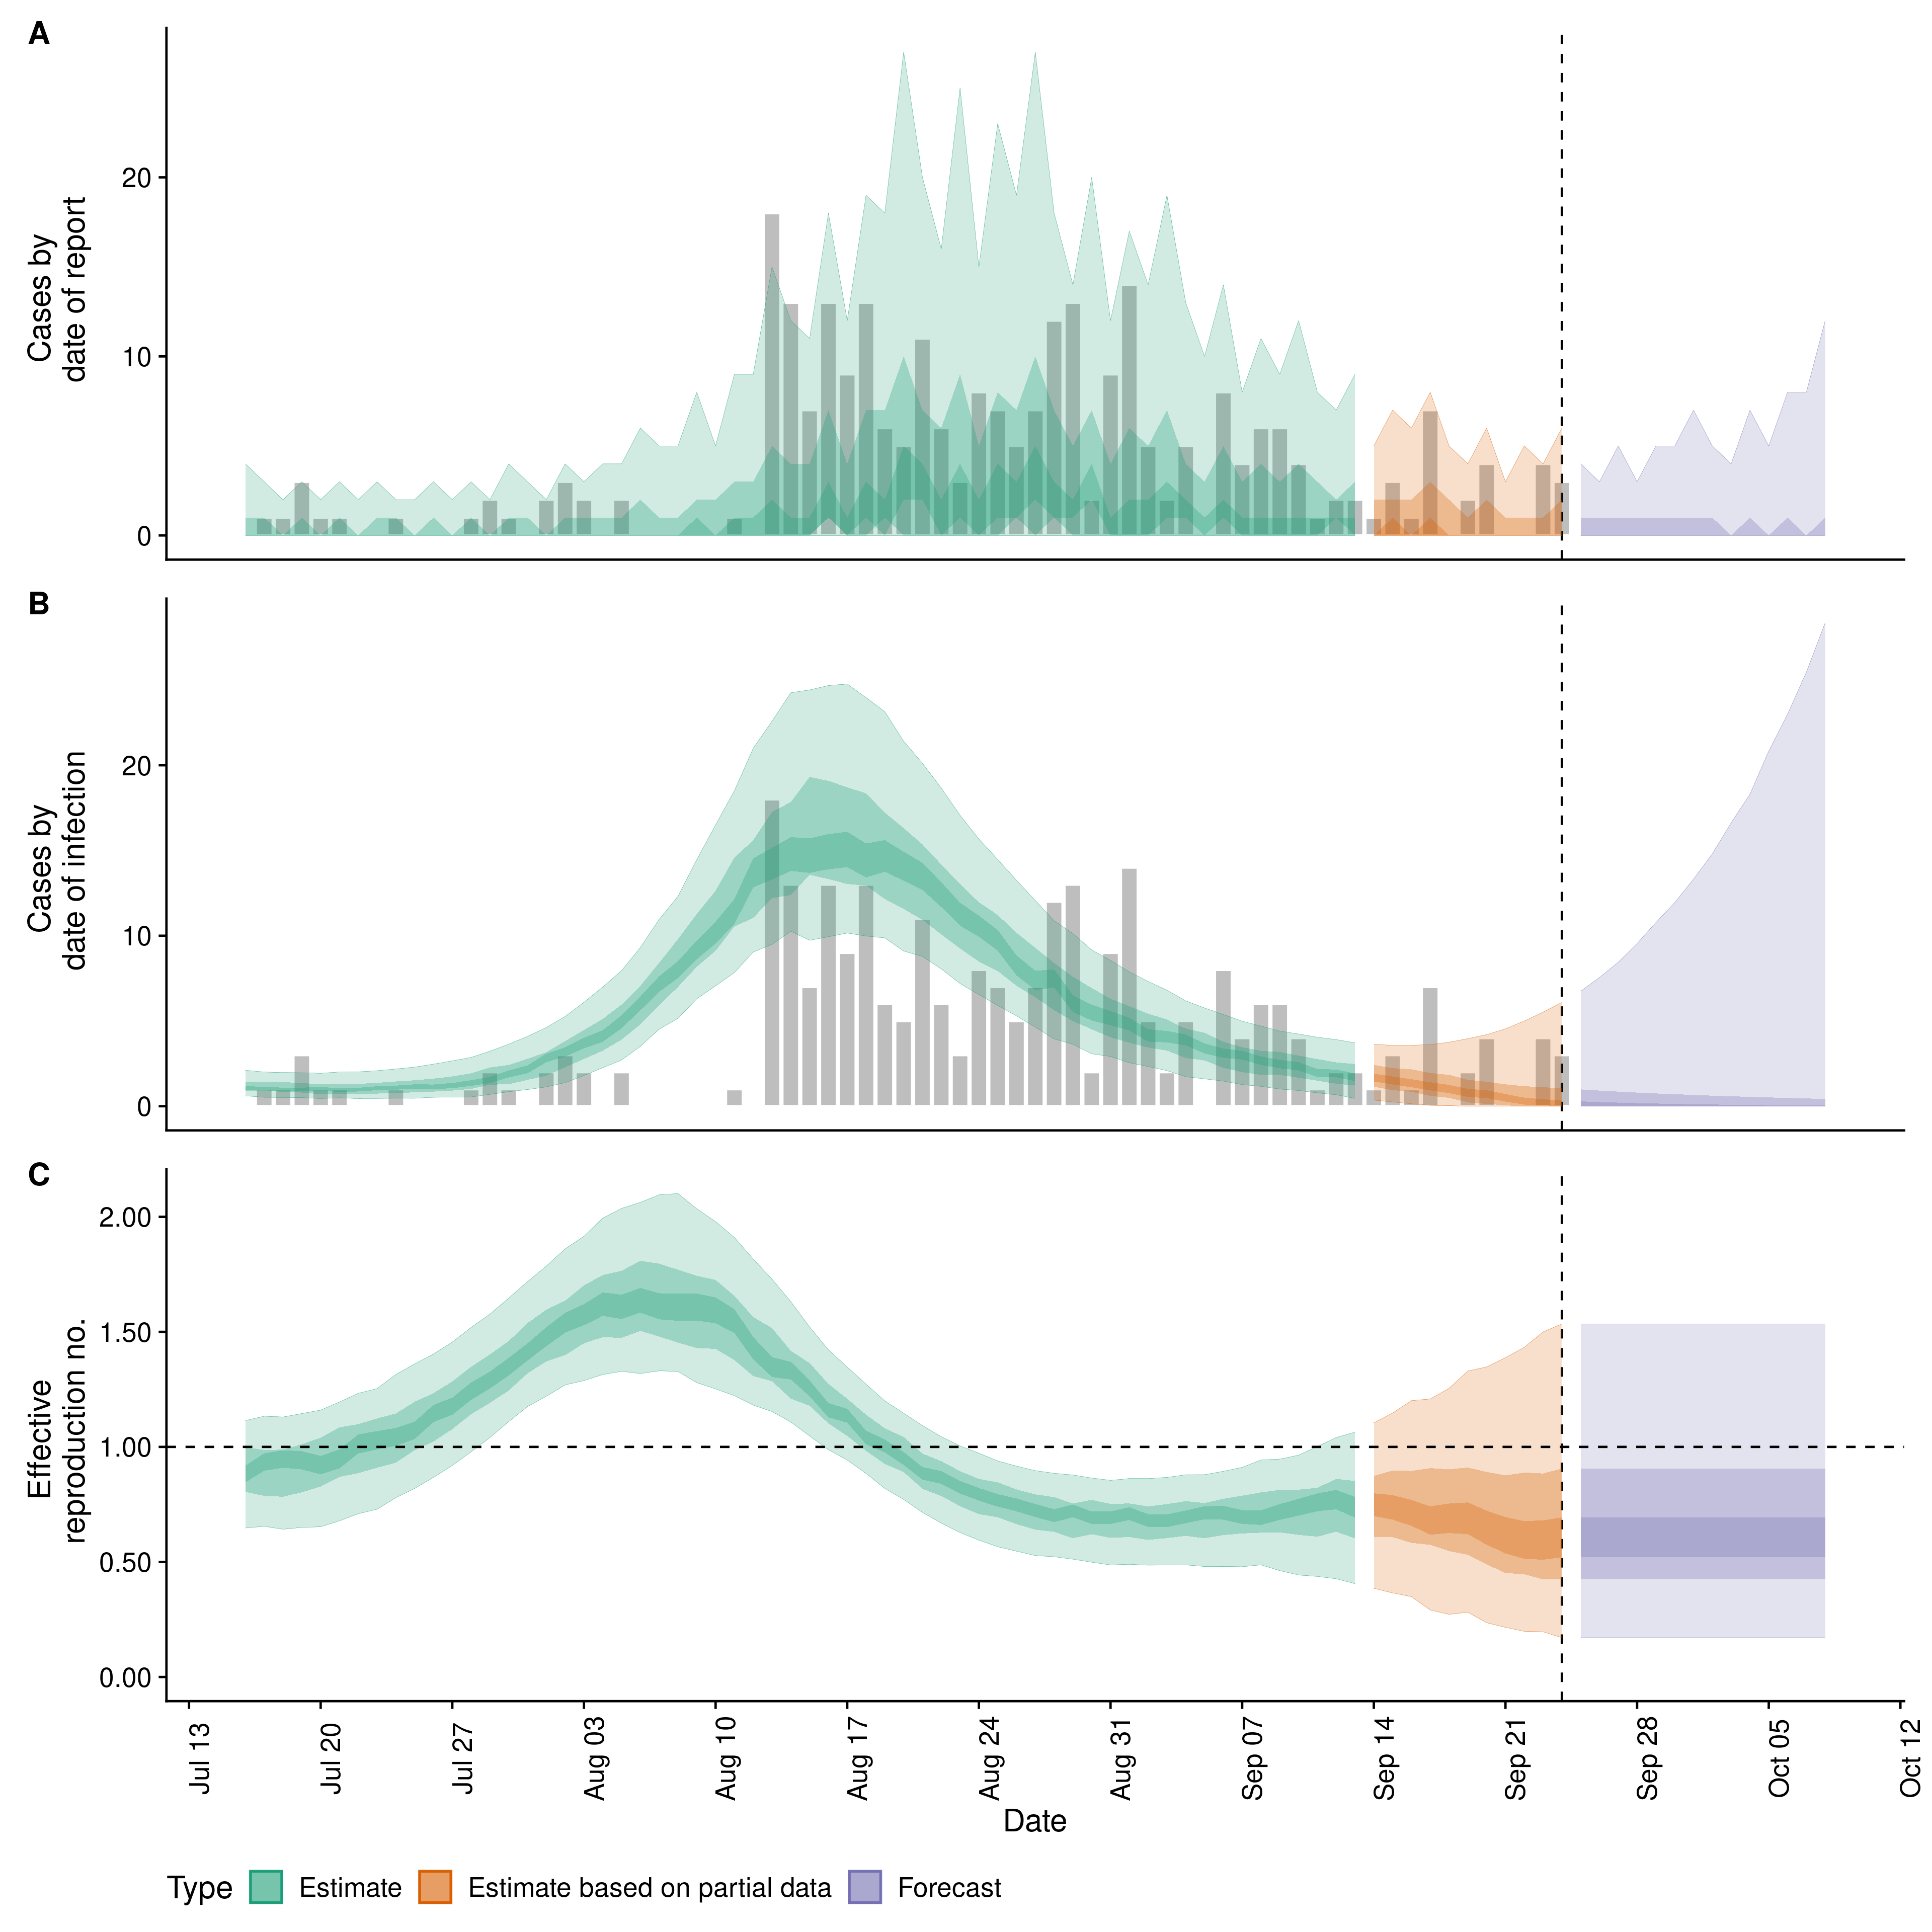 A
Cases by
date of report
20
10
0
B
Cases by
date of infection
20
10
0
C
Effective
reproduction no.
2.00
1.50
1.00
0.50
0.00
Jul 13
Jul 20
Jul 27
Aug 03
Aug 10
Aug 17
Aug 24
Aug 31
Sep 07
Sep 14
Sep 21
Sep 28
Oct 05
Oct 12
Date
Type Estimate Estimate based on partial data Forecast